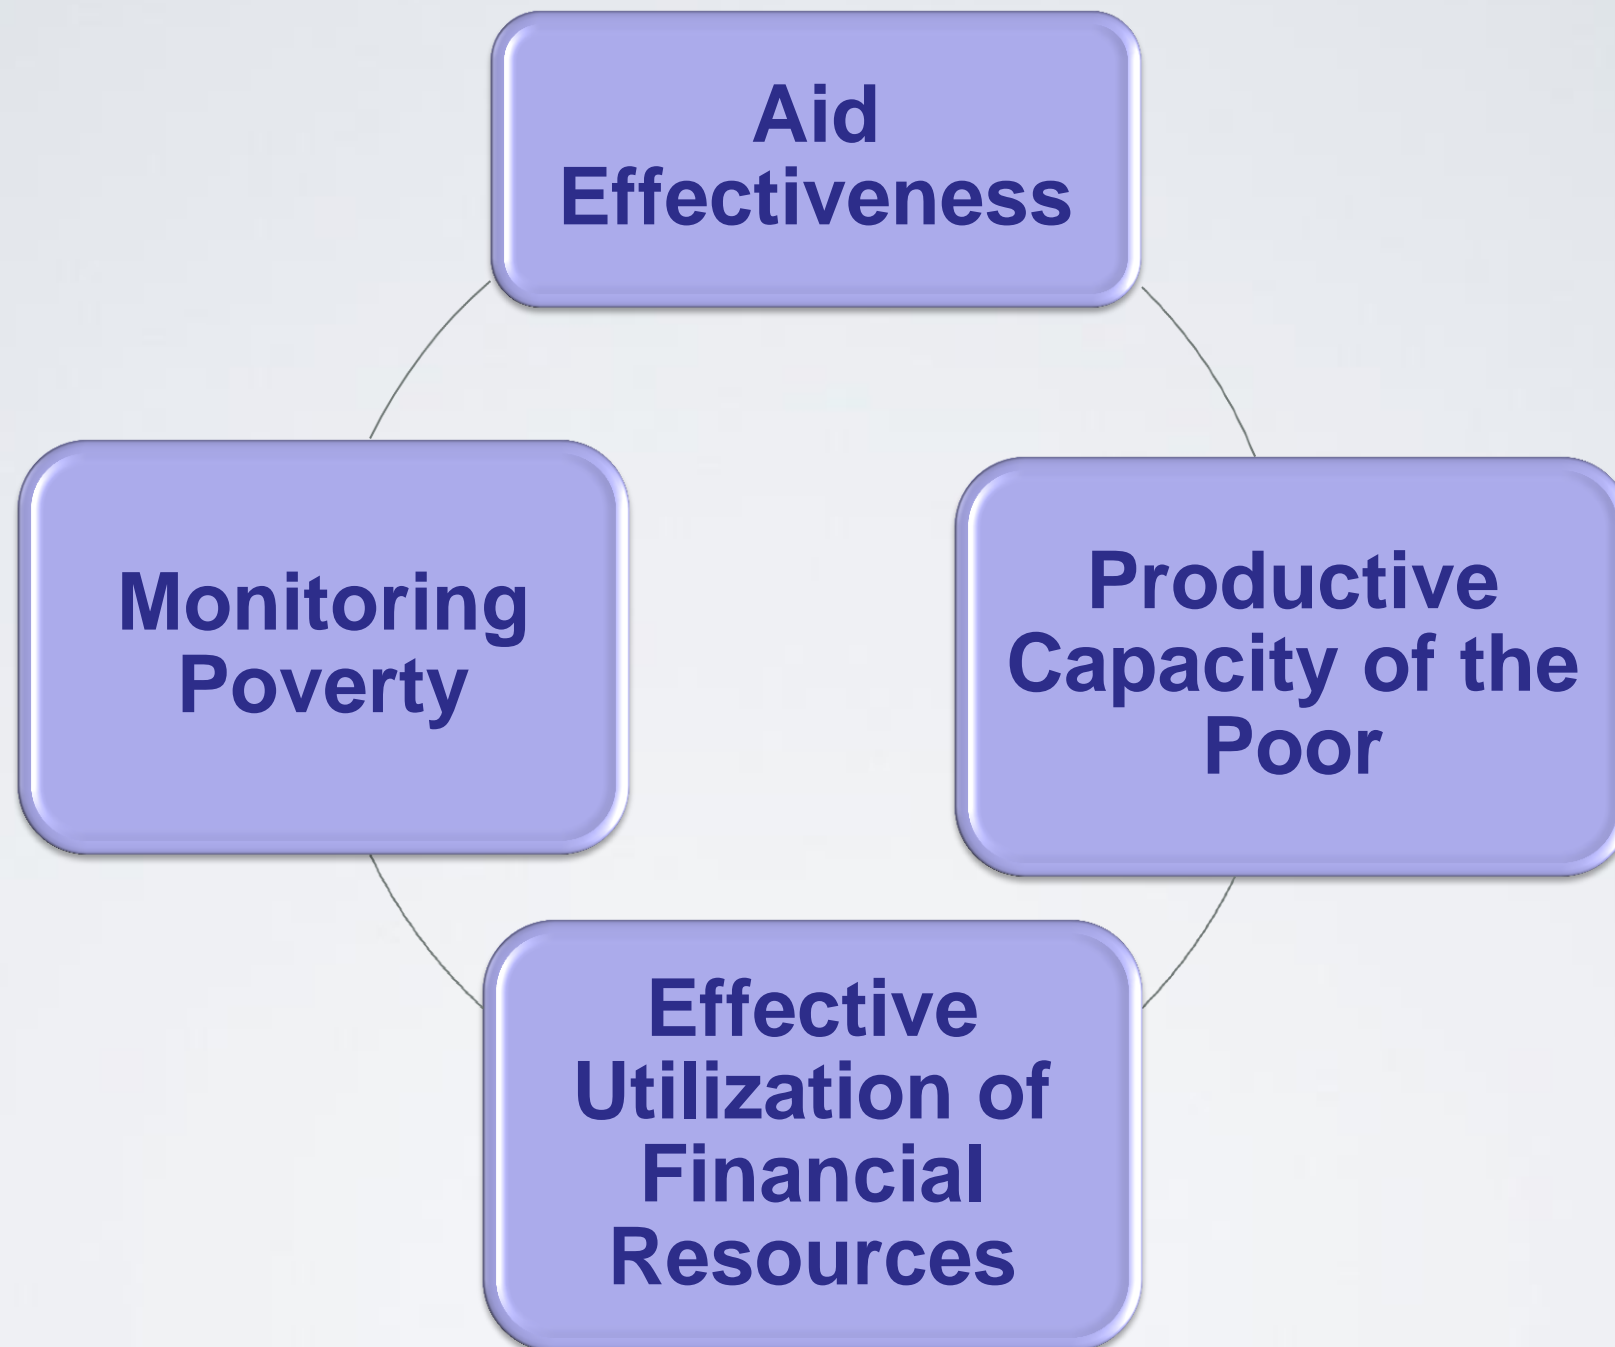 Aid
Effectiveness
Monitoring
Poverty
Productive
Capacity of the
Poor
Effective
Utilization of
Financial
Resources